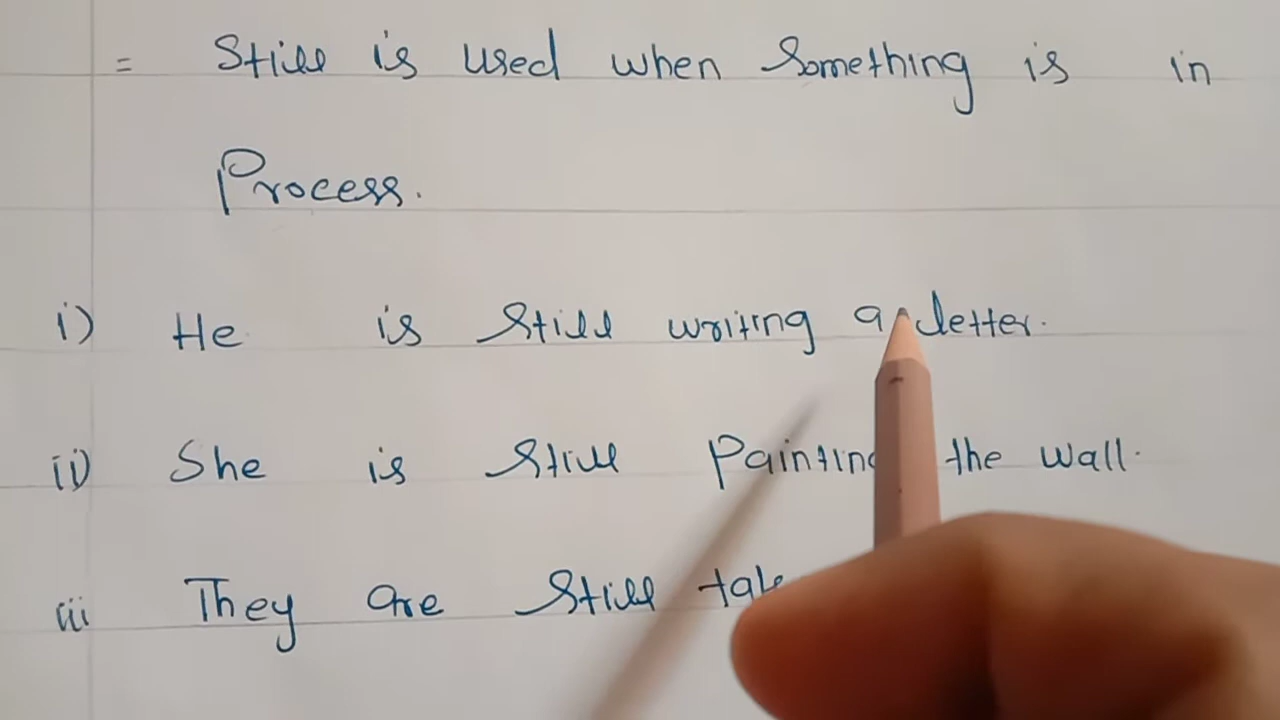 = Still is used when Something is in
Process.
i) He is Still writing a letter.
ii) She is Still Painting the wall.
iii They are Still